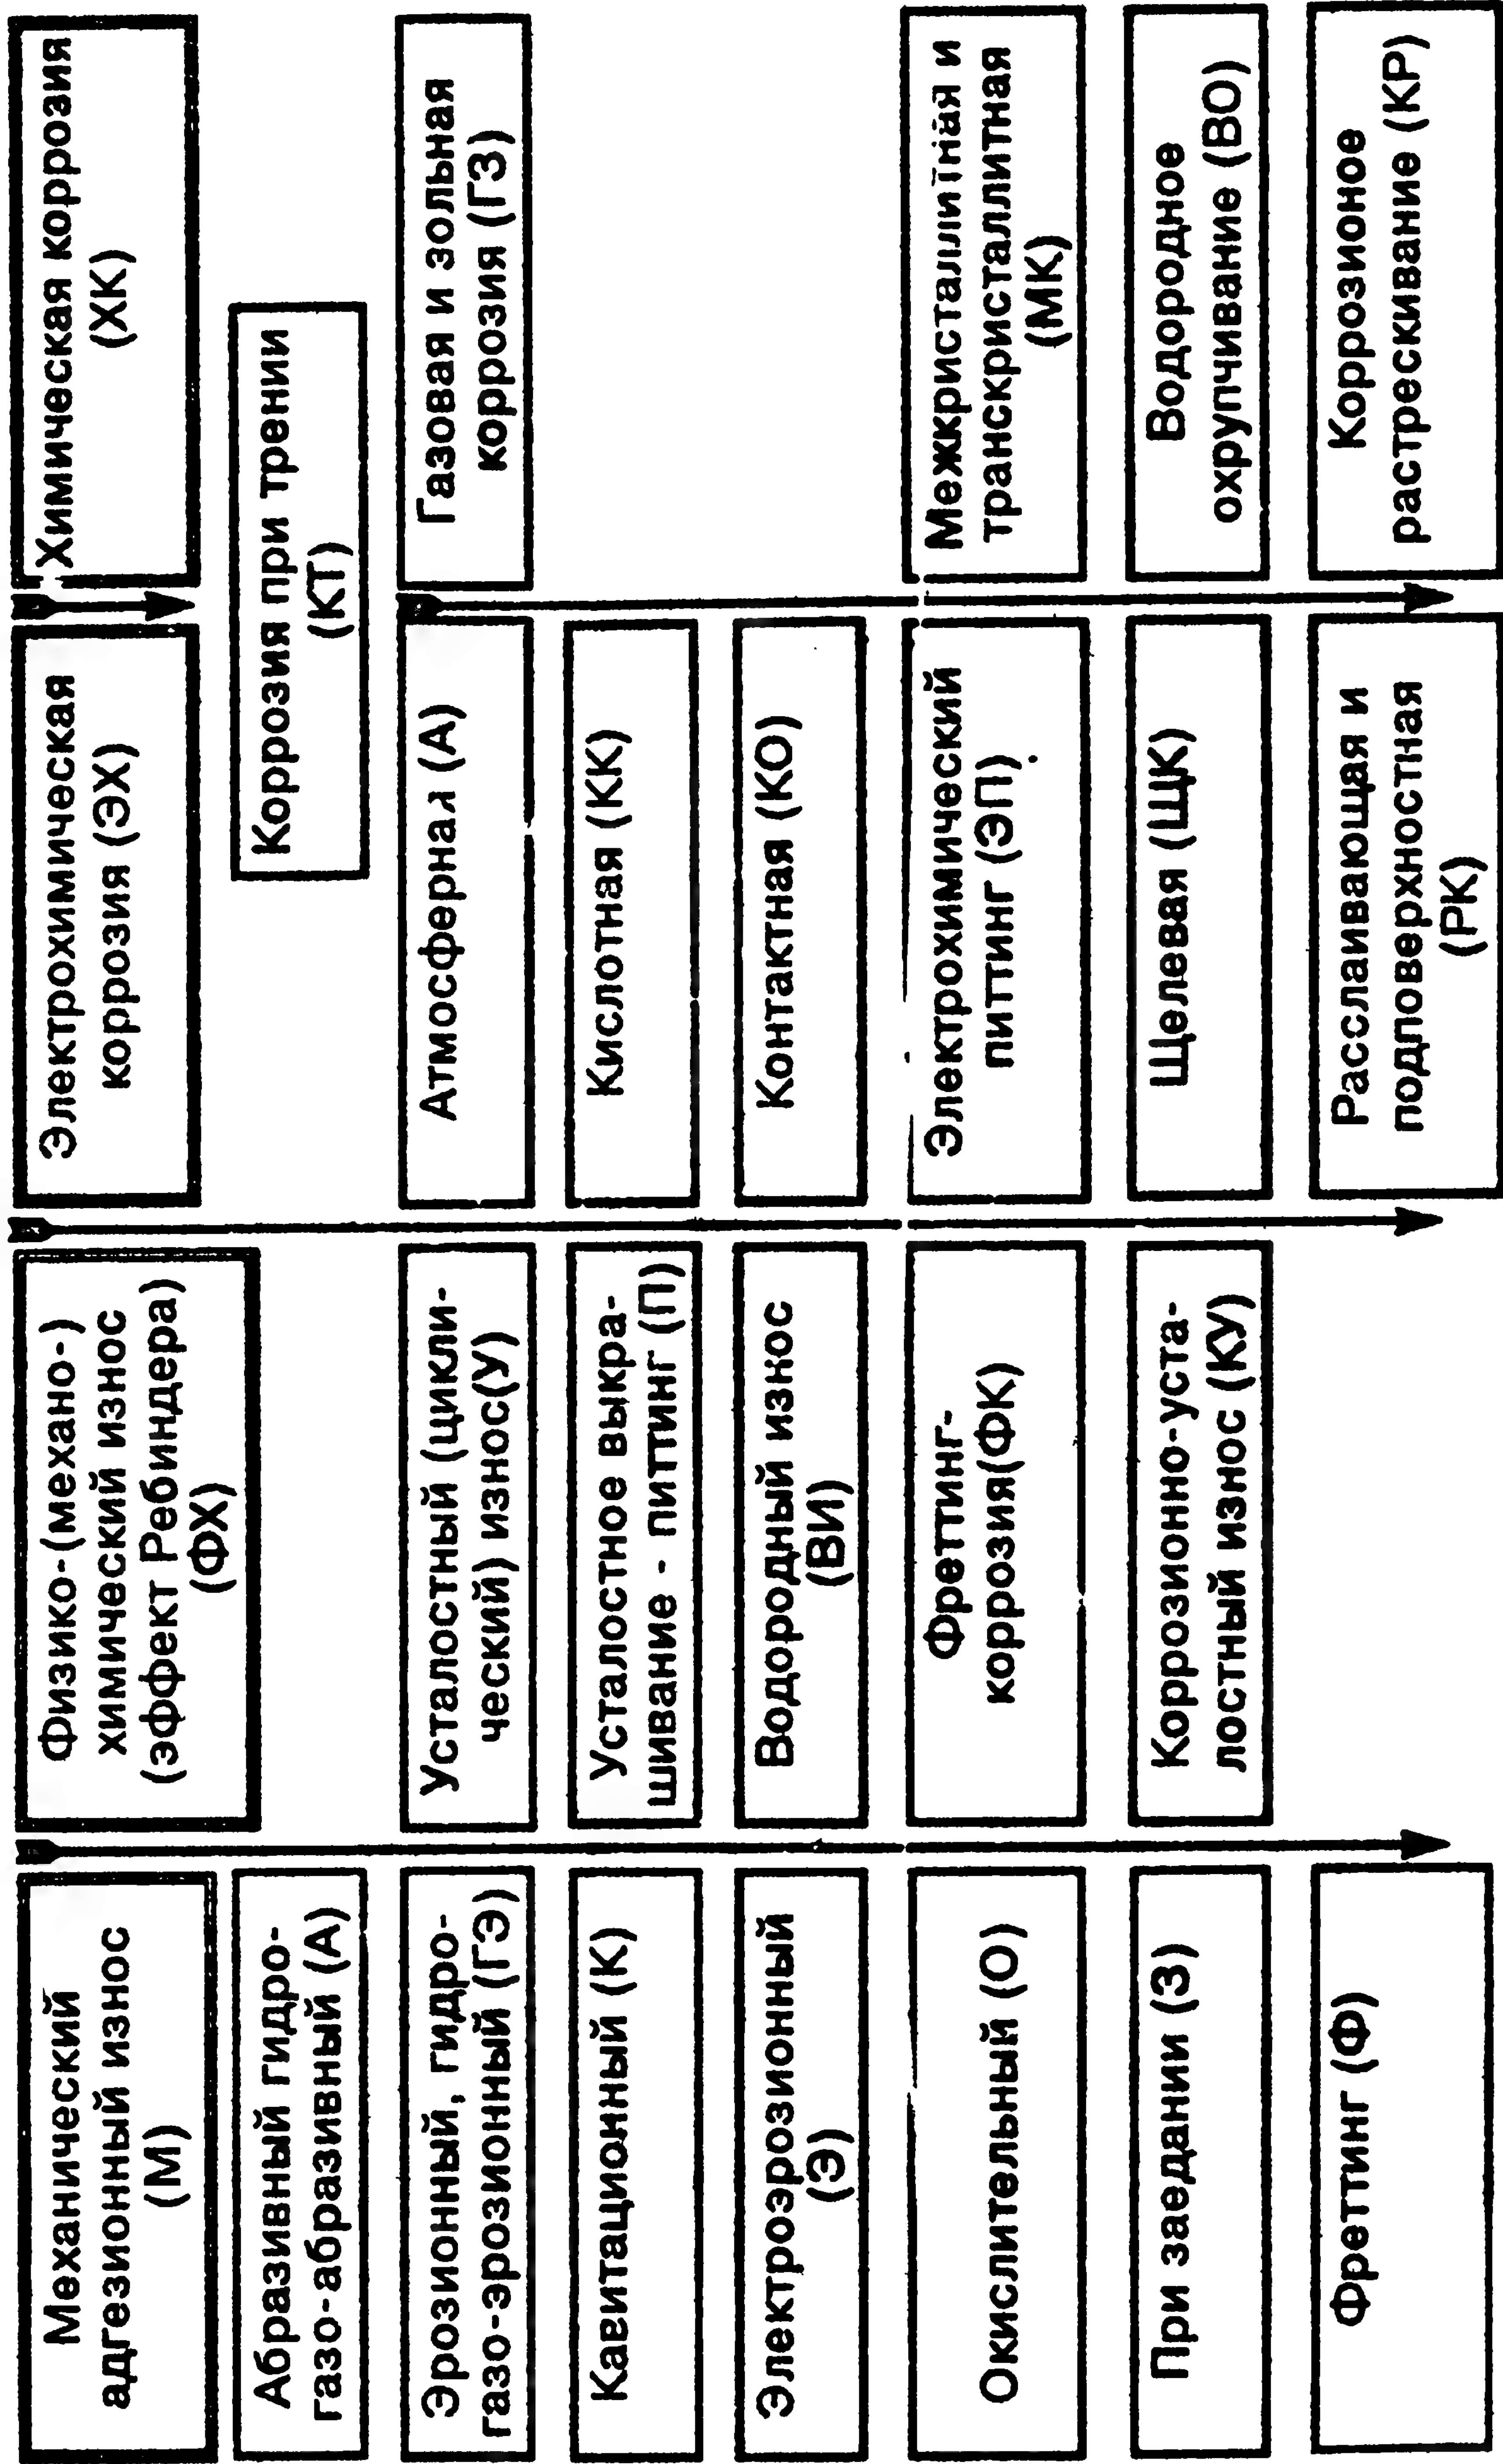 Механический
адгезионный износ
(М)
Абразивный гидро-
газо-абразивный (А)
Эрозионный, гидро-
газо-эрозионный (ГЭ)
Кавитационный (К)
Электроэрозионный
(Э)
Окислительный (О)
При заедании (З)
Фреттинг (Ф)
Физико-(механо-)
химический износ
(эффект Ребиндера)
(ФХ)
Усталостный (цикли-
ческий) износ(У)
Усталостное выкра-
шивание - питтинг (П)
Водородный износ
(ВИ)
Фреттинг-
коррозия(ФК)
Коррозионно-уста-
лостный износ (КУ)
Электрохимическая
коррозия (ЭХ)
Химическая коррозия
(ХК)
Коррозия при трении
(КТ)
Атмосферная (А)
Кислотная (КК)
Контактная (КО)
Электрохимический
питтинг (ЭП)
Щелевая (ЩК)
Расслаивающая и
подповерхностная
(РК)
Газовая и зольная
коррозия (ГЗ)
Межкристаллитная и
транскристаллитная
(МК)
Водородное
охрупчивание (ВО)
Коррозионое
растрескивание (КР)